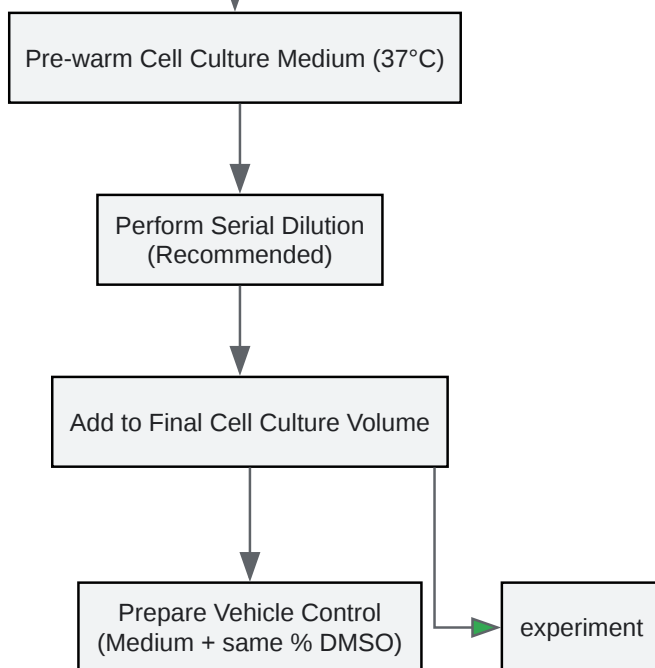 Pre-warm Cell Culture Medium (37°C)
Perform Serial Dilution
(Recommended)
Add to Final Cell Culture Volume
Prepare Vehicle Control
(Medium + same % DMSO)
experiment